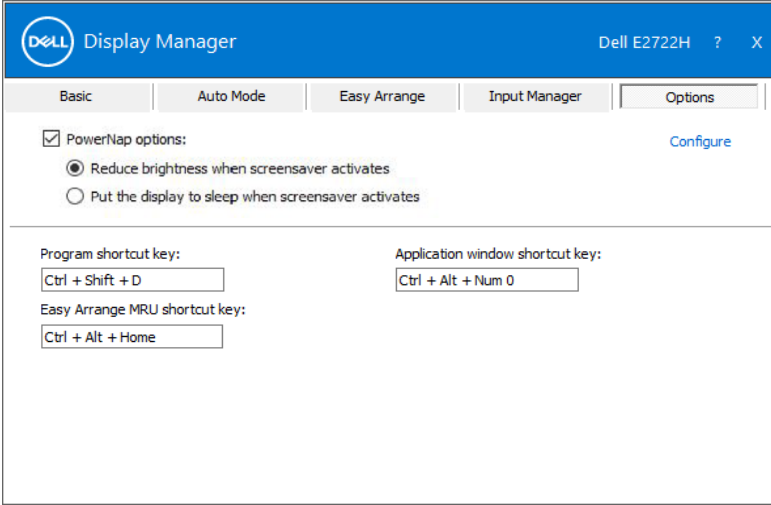 DELL Display Manager Dell E2722H ? X
Basic Auto Mode Easy Arrange Input Manager Options
PowerNap options: Configure
Reduce brightness when screensaver activates
Put the display to sleep when screensaver activates
Program shortcut key: Application window shortcut key:
Ctrl + Shift + D Ctrl + Alt + Num 0
Easy Arrange MRU shortcut key:
Ctrl + Alt + Home